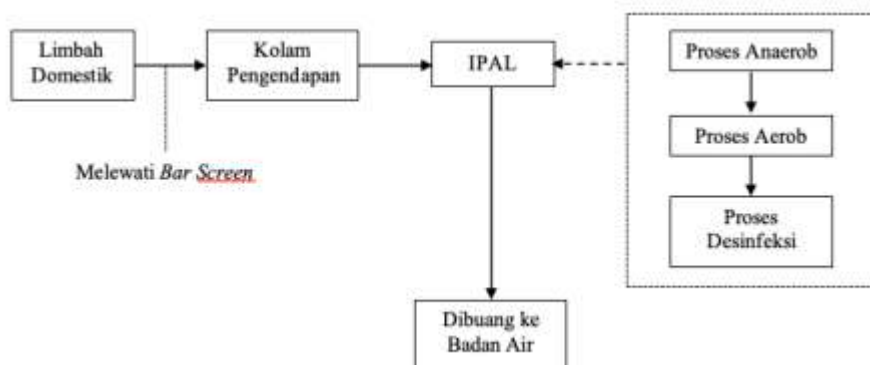 Limbah
Domestik
Kolam
Pengendapan
IPAL
Proses Anaerob
Proses Aerob
Melewati Bar Screen
Proses
Desinfeksi
Dibuang ke
Badan Air